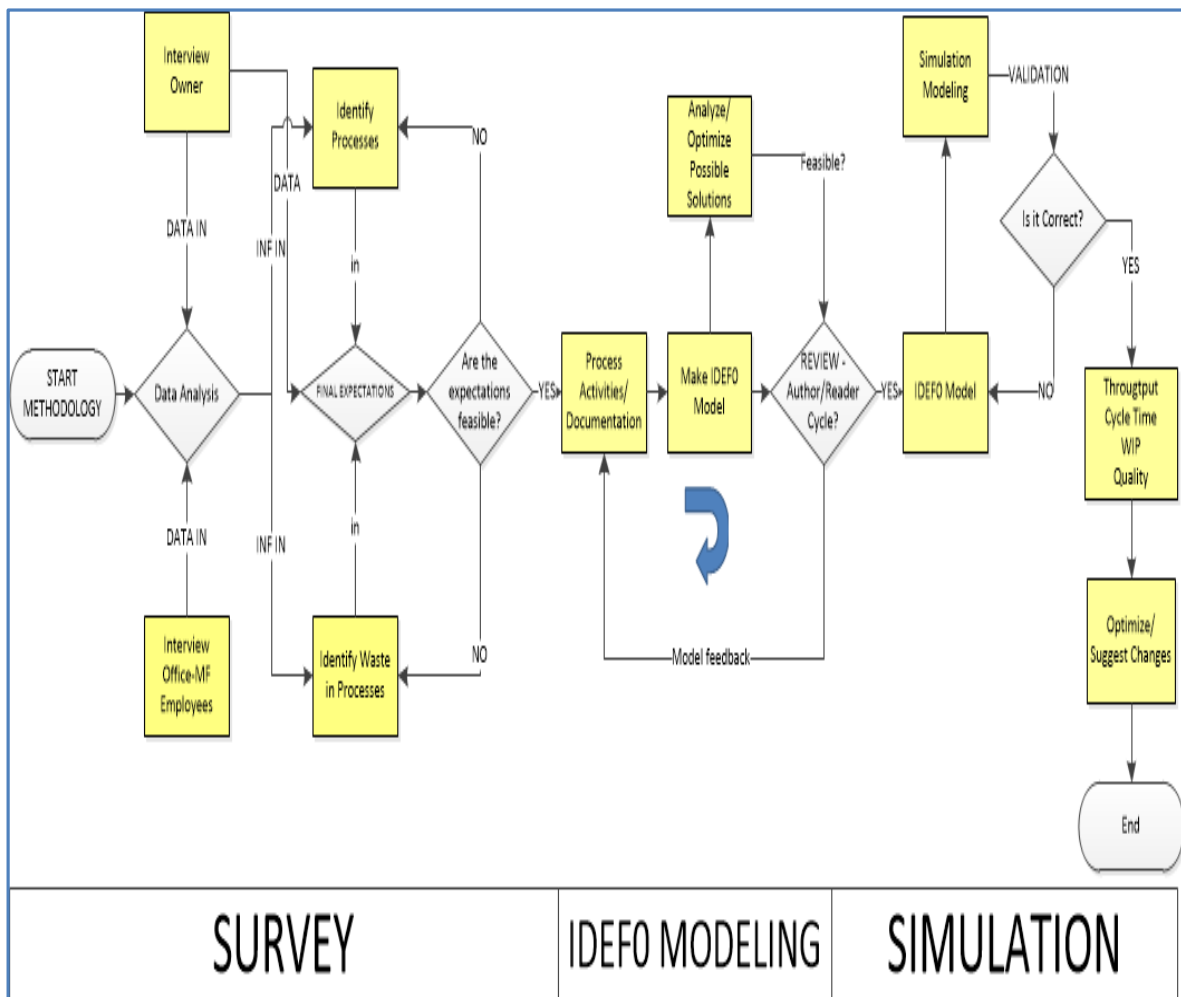 Interview
Owner
Identify
Processes
Analyze/
Optimize
Possible
Solutions
Simulation
Modeling
VALIDATION
NO
DATA
Feasible?
DATA IN
INF IN
in
Is it Correct?
YES
START
METHODOLOGY
Data Analysis
FINAL EXPECTATIONS
Are the
expectations
feasible?
YES
Process
Activities/
Documentation
Make IDEF0
Model
REVIEW -
Author/Reader
Cycle?
YES
IDEF0 Model
NO
Througtput
Cycle Time
WIP
Quality
DATA IN
INF IN
in
Interview
Office-MF
Employees
Identify Waste
in Processes
NO
Model feedback
Optimize/
Suggest Changes
End
SURVEY
IDEF0 MODELING
SIMULATION